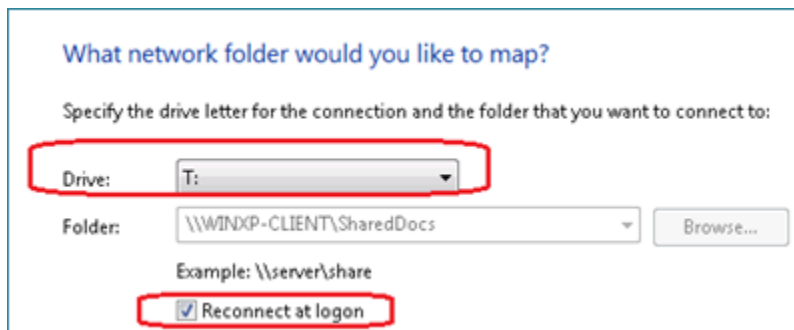 What network folder would you like to map?
Specify the drive letter for the connection and the folder that you want to connect to:
Drive: T:
Folder: \\WINXP-CLIENT\SharedDocs Browse...
Example: \\server\share
Reconnect at logon